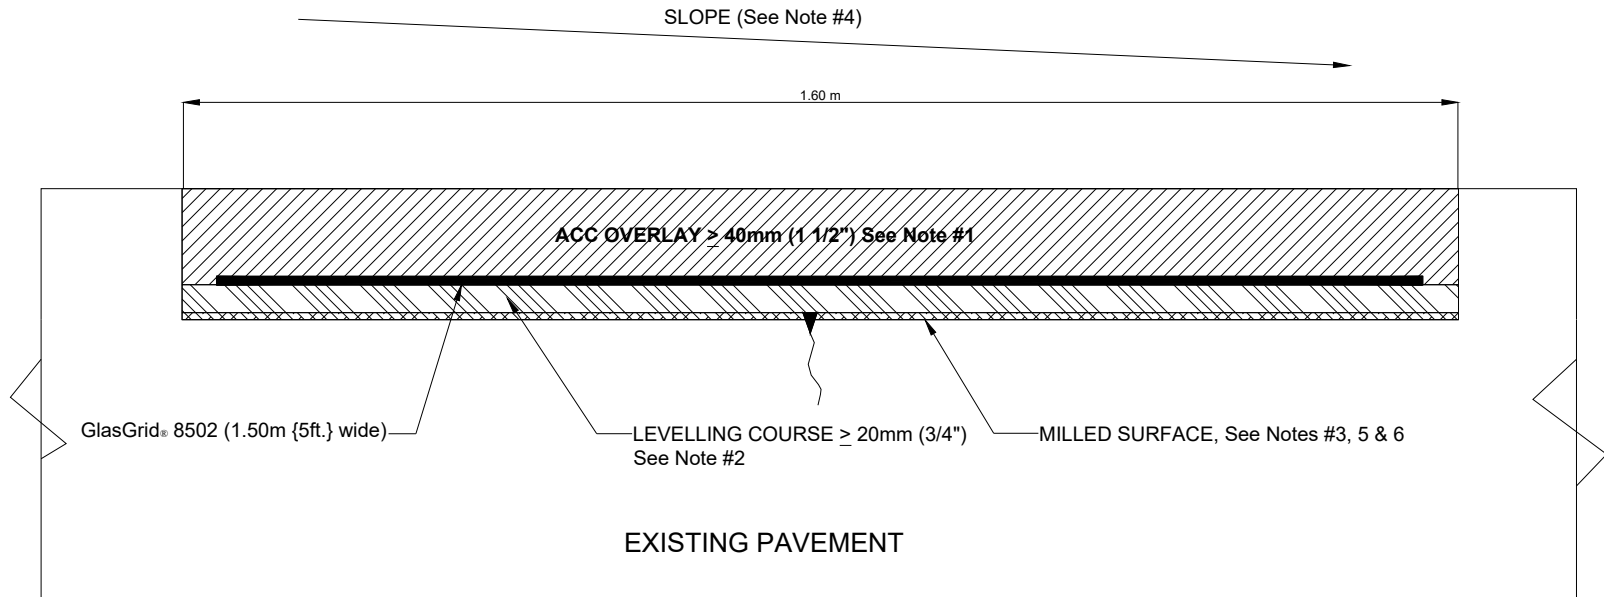 SLOPE (See Note #4)
1.60 m
ACC OVERLAY ≥ 40mm (1 1/2") See Note #1
GlasGrid® 8502 (1.50m {5ft.} wide)
LEVELLING COURSE ≥ 20mm (3/4")
See Note #2
MILLED SURFACE, See Notes #3, 5 & 6
EXISTING PAVEMENT